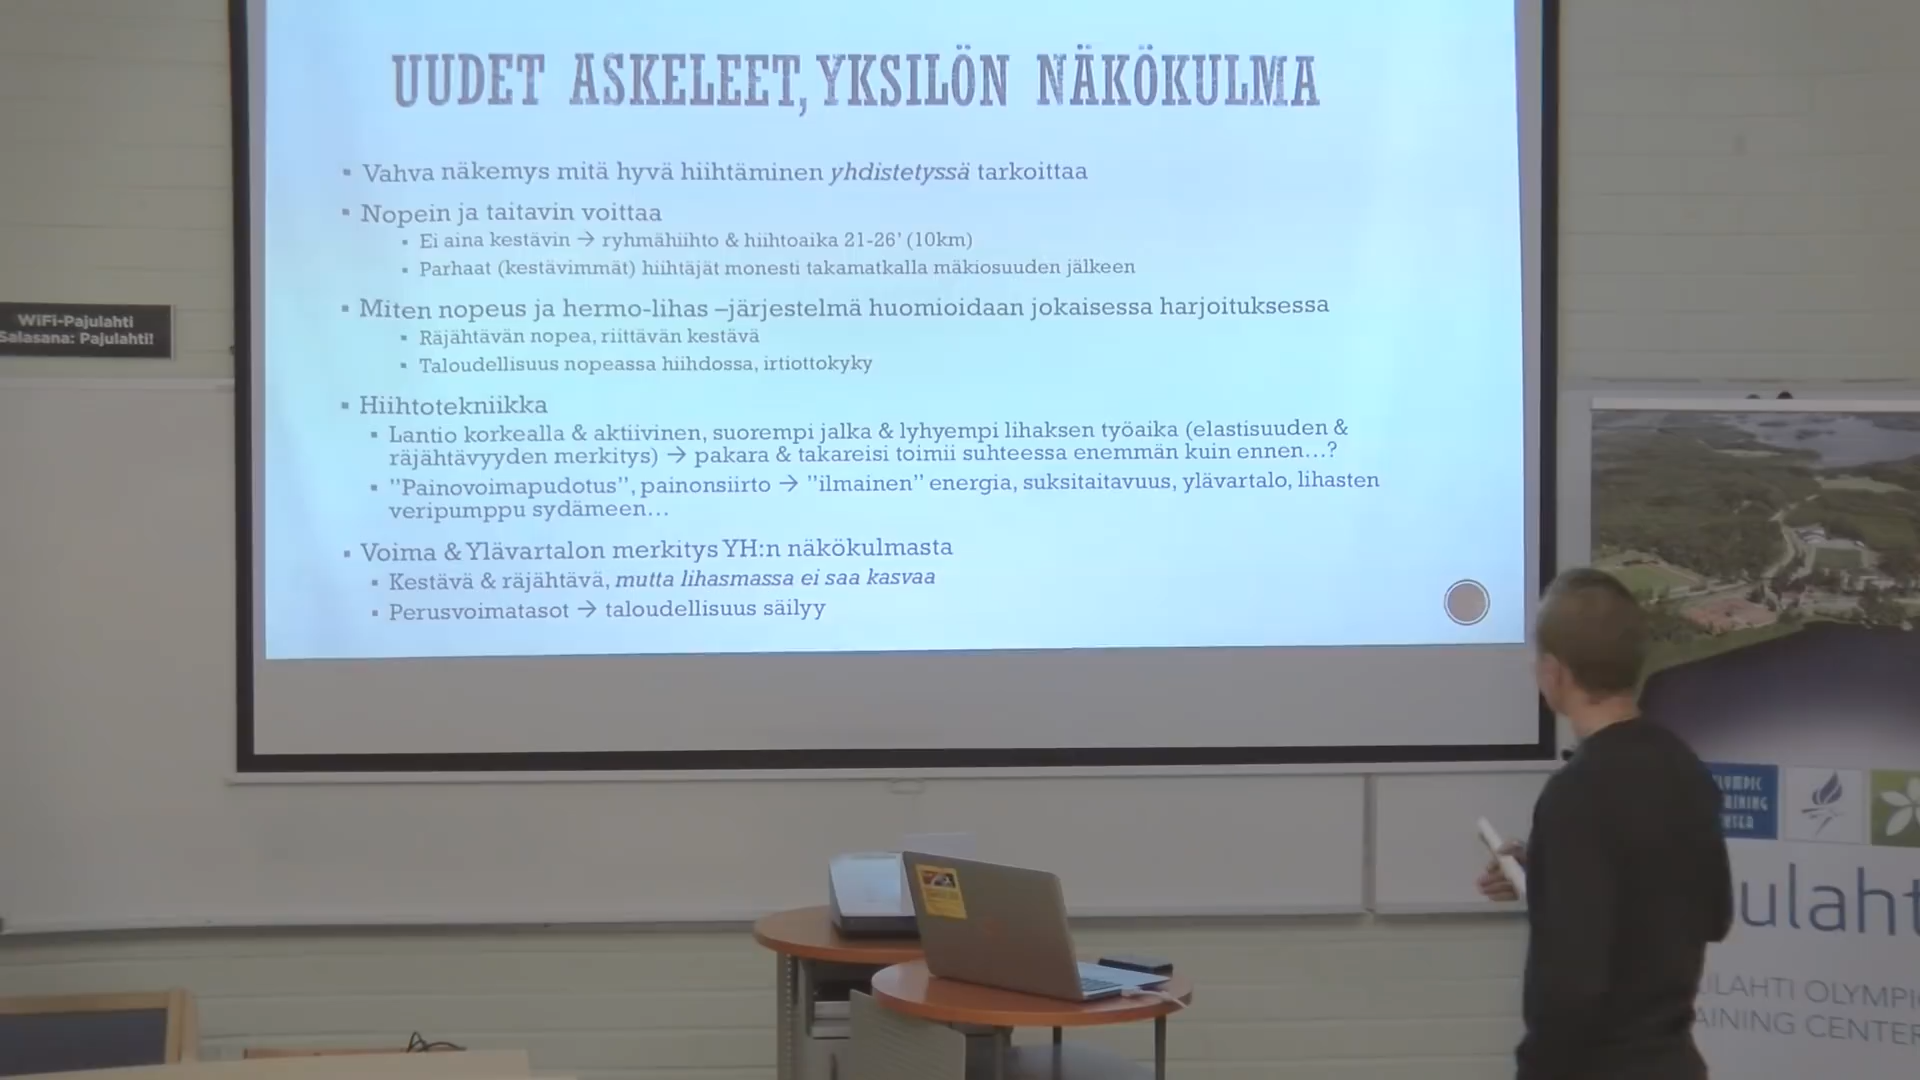 UUDET ASKELEET, YKSILÖN NÄKÖKULMA
▪ Vahva näkemys mitä hyvä hiihtäminen yhdistetyssä tarkoittaa
▪ Nopein ja taitavin voittaa
▪ Ei aina kestävin → ryhmähiihto & hiihtoaika 21-26' (10km)
▪ Parhaat (kestävimmät) hiihtäjät monesti takamatkalla mäkiosuuden jälkeen
▪ Miten nopeus ja hermo-lihas –järjestelmä huomioidaan jokaisessa harjoituksessa
▪ Räjähtävän nopea, riittävän kestävä
▪ Taloudellisuus nopeassa hiihdossa, irtiottokyky
▪ Hiihtotekniikka
▪ Lantio korkealla & aktiivinen, suorempi jalka & lyhyempi lihaksen työaika (elastisuuden &
räjähtävyyden merkitys) → pakara & takareisi toimii suhteessa enemmän kuin ennen…?
▪ "Painovoimapudotus", painonsiirto → "ilmainen" energia, suksitaitavuus, ylävartalo, lihasten
veripumppu sydämeen…
▪ Voima & Ylävartalon merkitys YH:n näkökulmasta
▪ Kestävä & räjähtävä, mutta lihasmassa ei saa kasvaa
▪ Perusvoimatasot → taloudellisuus säilyy
WiFi-Pajulahti
Salasana: Pajulahti!
ulaht
ULAHTI OLYMPI
AINING CENTER